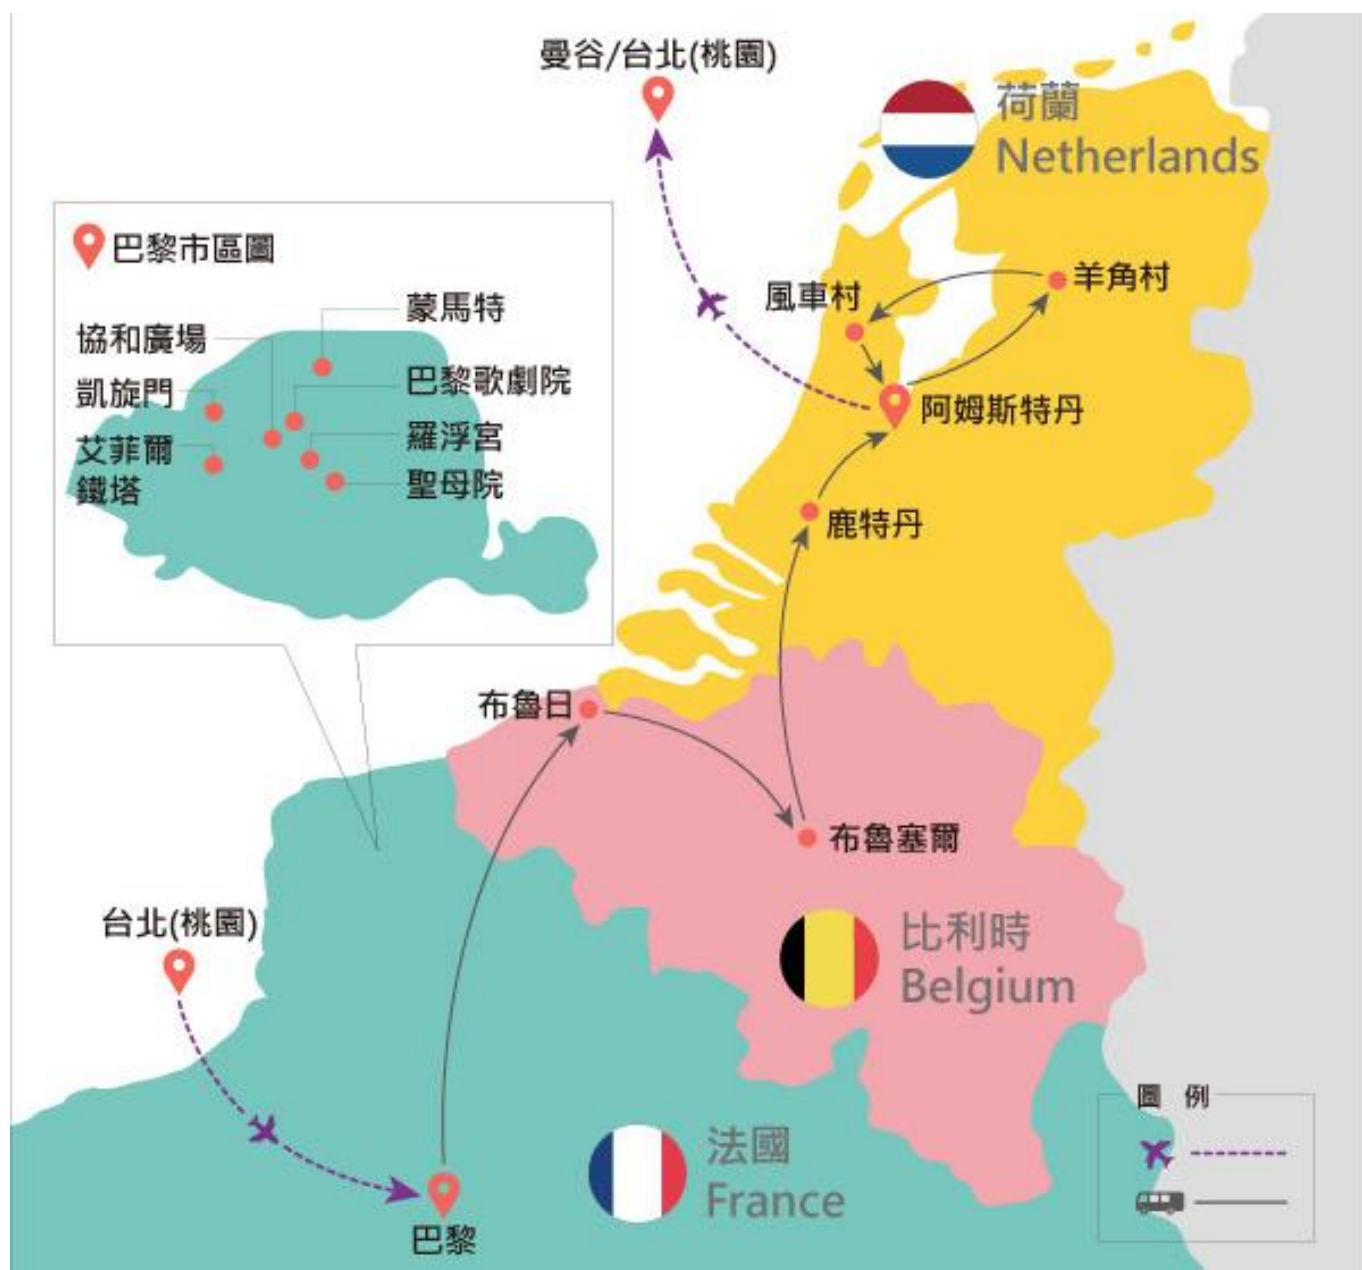 曼谷/台北(桃園)
荷蘭
Netherlands
巴黎市區圖
蒙馬特
協和廣場
凱旋門
巴黎歌劇院
艾菲爾
鐵塔
羅浮宮
聖母院
風車村
羊角村
阿姆斯特丹
鹿特丹
布魯日
布魯塞爾
台北(桃園)
比利時
Belgium
法國
France
巴黎
圖 例